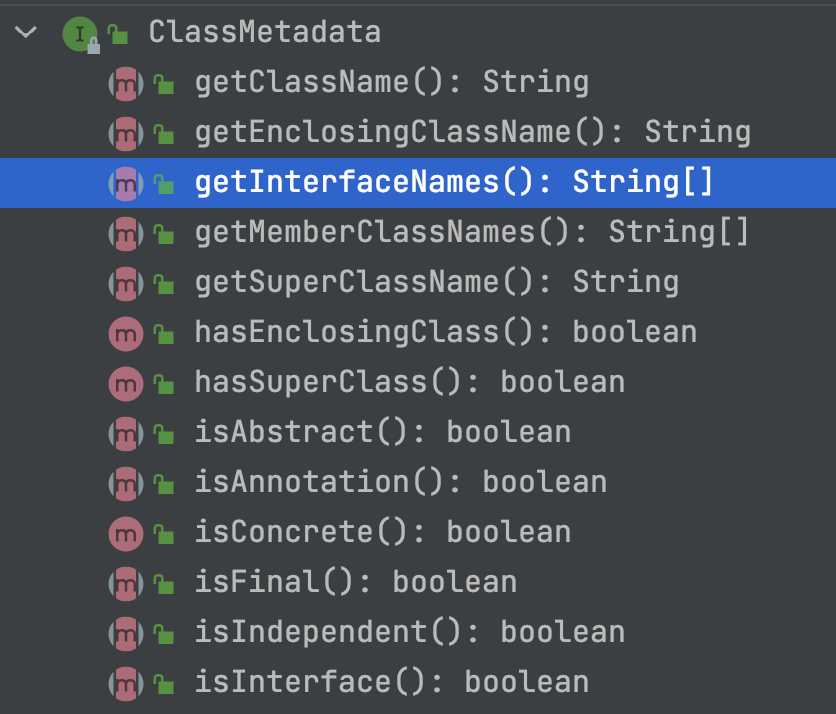 ClassMetadata
getClassName(): String
getEnclosingClassName(): String
getInterfaceNames(): String[]
getMemberClassNames(): String[]
getSuperClassName(): String
hasEnclosingClass(): boolean
hasSuperClass(): boolean
isAbstract(): boolean
isAnnotation(): boolean
isConcrete(): boolean
isFinal(): boolean
isIndependent(): boolean
isInterface(): boolean